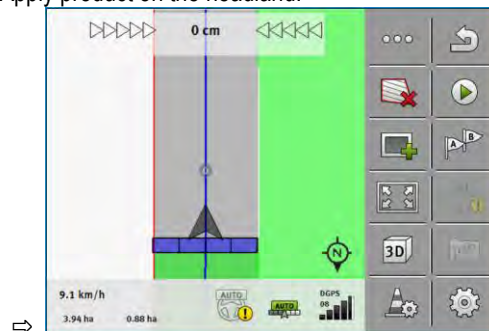 Apply product on the headland.
0 cm
A B
3D
N
9.1 km/h
AUTO
AUTO
DGPS
08
3.94 ha
0.88 ha